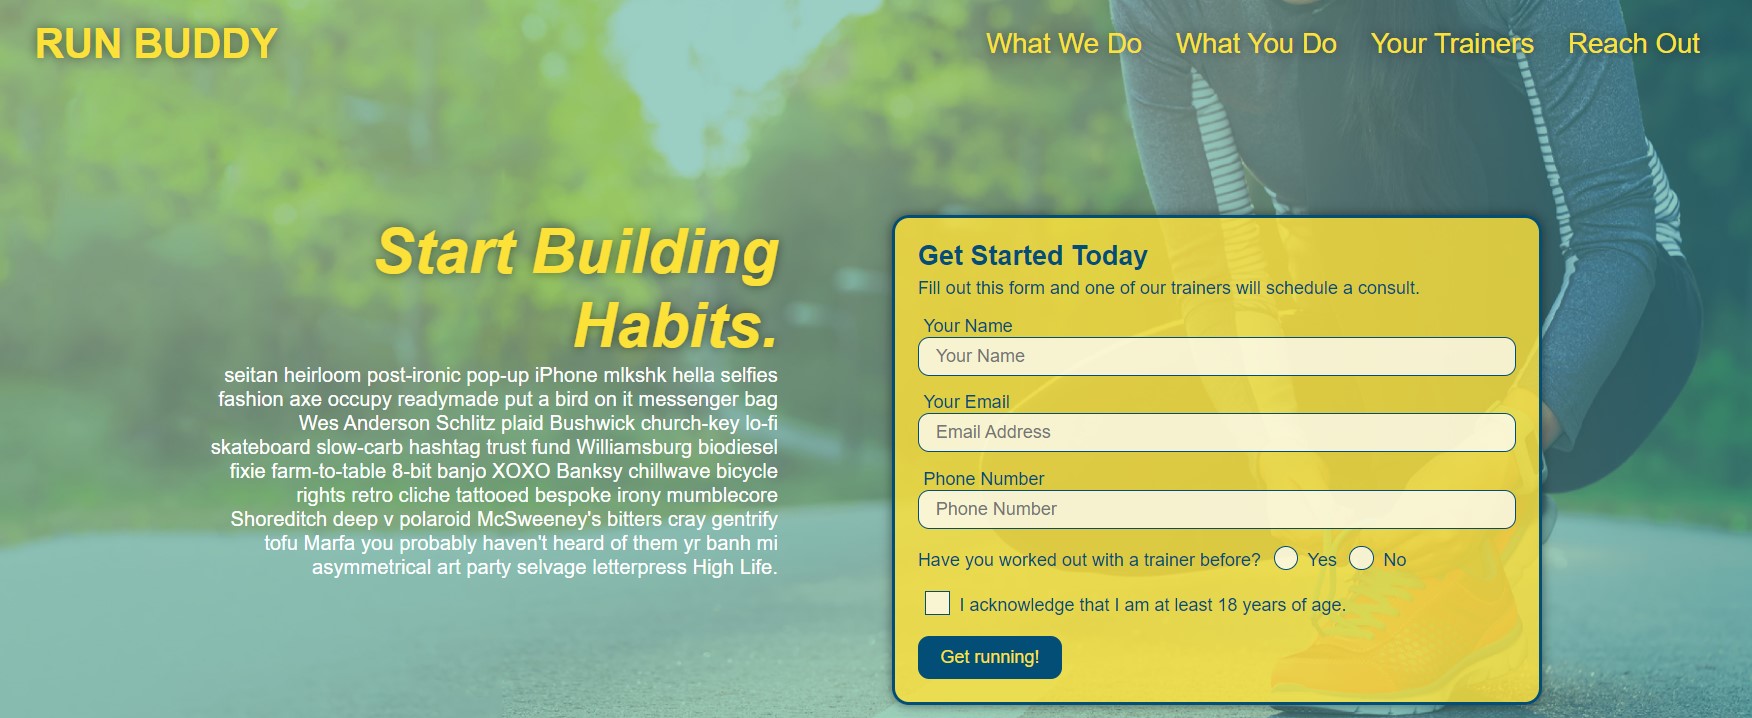 RUN BUDDY
What We Do
What You Do
Your Trainers
Reach Out
Start Building
Habits.
seitan heirloom post-ironic pop-up iPhone mlkshk hella selfies
fashion axe occupy readymade put a bird on it messenger bag
Wes Anderson Schlitz plaid Bushwick church-key lo-fi
skateboard slow-carb hashtag trust fund Williamsburg biodiesel
fixie farm-to-table 8-bit banjo XOXO Banksy chillwave bicycle
rights retro cliche tattooed bespoke irony mumblecore
Shoreditch deep v polaroid McSweeney's bitters cray gentrify
tofu Marfa you probably haven't heard of them yr banh mi
asymmetrical art party selvage letterpress High Life.
Get Started Today
Fill out this form and one of our trainers will schedule a consult.
Your Name
Your Name
Your Email
Email Address
Phone Number
Phone Number
Have you worked out with a trainer before? Yes No
I acknowledge that I am at least 18 years of age.
Get running!